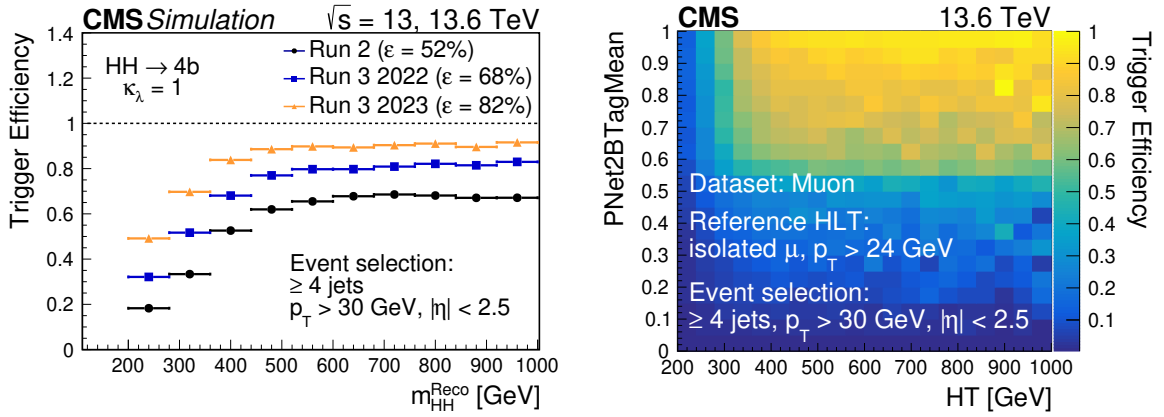 CMS Simulation √s = 13, 13.6 TeV
Trigger Efficiency
1.4
1.2
1
0.8
0.6
0.4
0.2
0
HH → 4b
κλ = 1
Run 2 (ε = 52%)
Run 3 2022 (ε = 68%)
Run 3 2023 (ε = 82%)
Event selection:
≥ 4 jets
p_T > 30 GeV, |η| < 2.5
200 300 400 500 600 700 800 900 1000
m_HH^Reco [GeV]
CMS 13.6 TeV
PNet2BTagMean
1
0.9
0.8
0.7
0.6
0.5
0.4
0.3
0.2
0.1
0
Dataset: Muon
Reference HLT:
isolated μ, p_T > 24 GeV
Event selection:
≥ 4 jets, p_T > 30 GeV, |η| < 2.5
200 300 400 500 600 700 800 900 1000
HT [GeV]
1
0.9
0.8
0.7
0.6
0.5
0.4
0.3
0.2
0.1
Trigger Efficiency